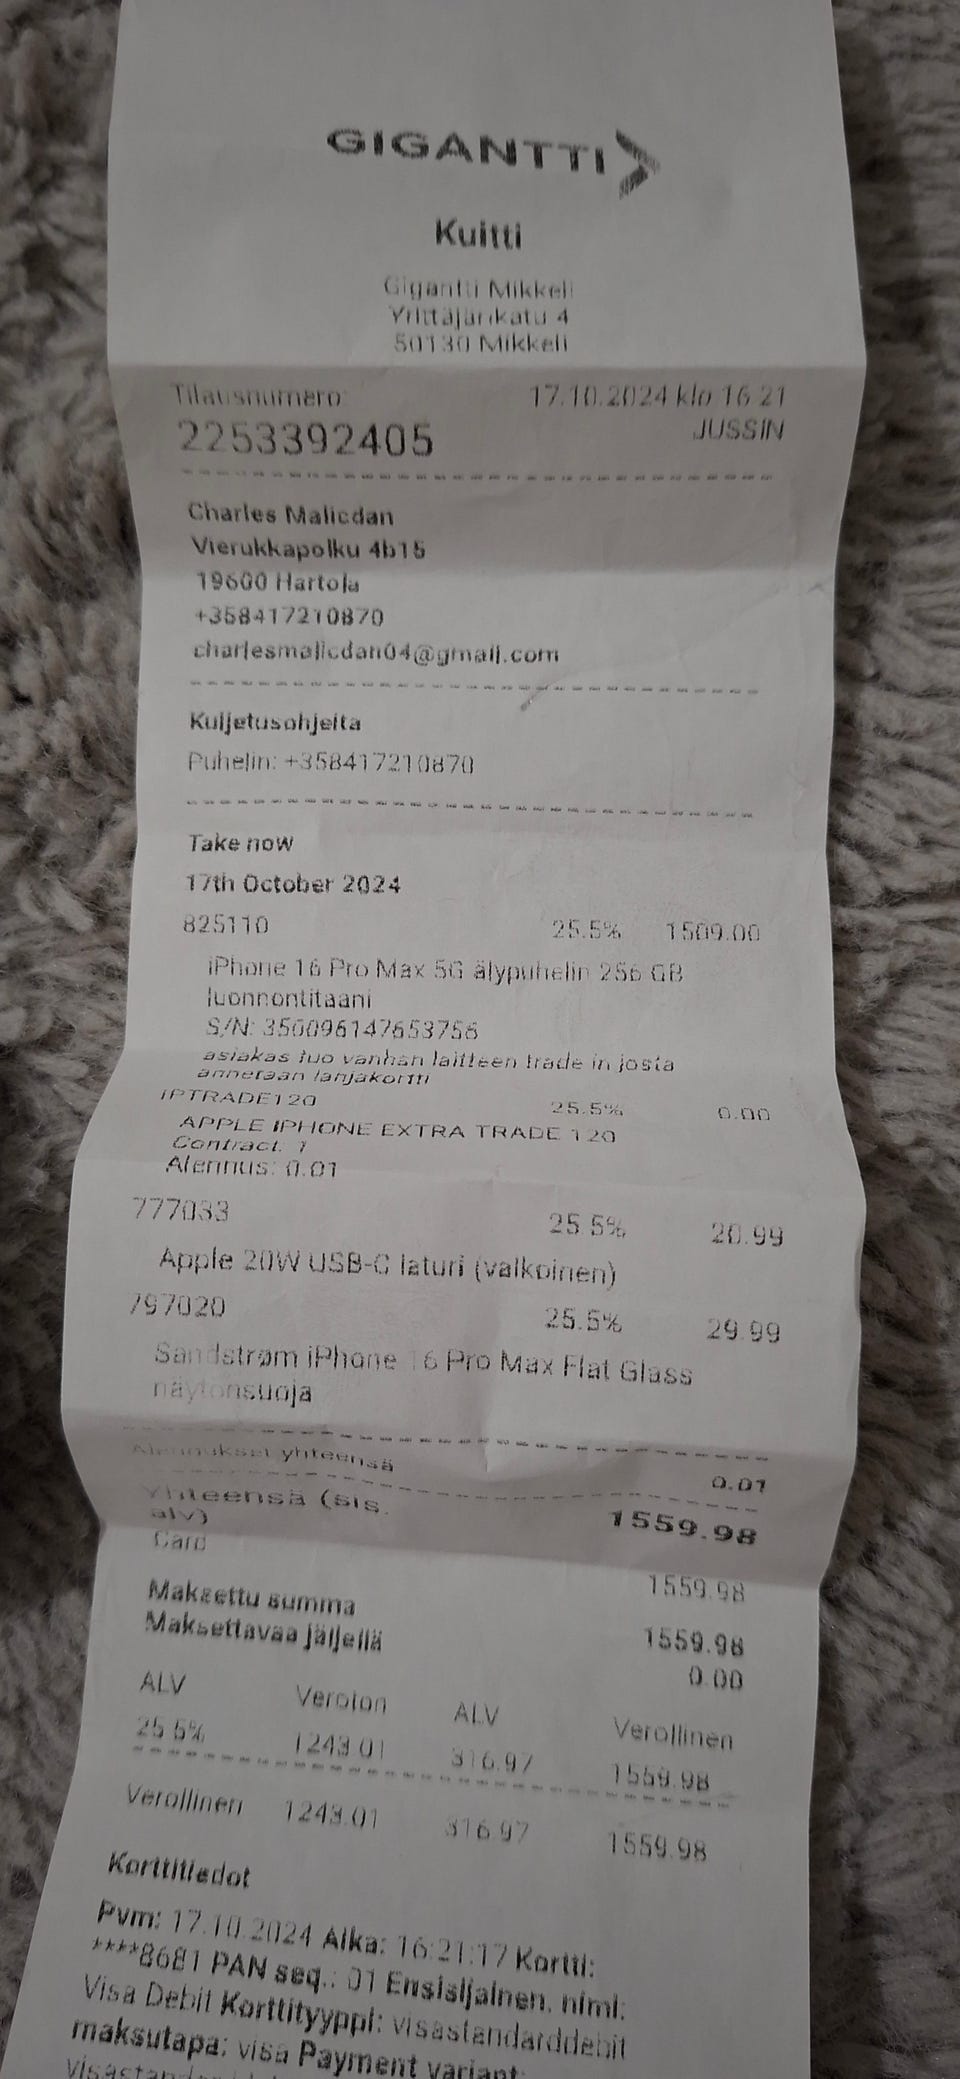 GIGANTTI
Kuitti
Gigantti Mikkeli
Yrittäjänkatu 4
50130 Mikkeli
Tilausnumero: 17.10.2024 klo 16:21
2253392405 JUSSIN
Charles Malicdan
Vierukkapolku 4b15
19600 Hartola
+358417210870
charlesmalicdan04@gmail.com
Kuljetusohjeita
Puhelin: +358417210870
Take now
17th October 2024
825110 25.5% 1509.00
iPhone 16 Pro Max 5G älypuhelin 256 GB
luonnontitaani
S/N: 350096147653756
asiakas tuo vanhan laitteen trade in josta
annetaan lahjakortti
IPTRADE120 25.5% 0.00
APPLE IPHONE EXTRA TRADE 120
Contract: 1
Alennus: 0.01
777033 25.5% 20.99
Apple 20W USB-C laturi (valkoinen)
797020 25.5% 29.99
Sandstrøm iPhone 16 Pro Max Flat Glass
näytönsuoja
Alennukset yhteensä 0.01
Yhteensä (sis. alv) 1559.98
Card 1559.98
Maksettu summa 1559.98
Maksettavaa jäljellä 0.00
ALV Veroton ALV Verollinen
25.5% 1243.01 316.97 1559.98
Verollinen 1243.01 316.97 1559.98
Korttitiedot
Pvm: 17.10.2024 Aika: 16:21:17 Kortti:
****8681 PAN seq.: 01 Ensisijainen. nimi:
Visa Debit Korttityyppi: visastandarddebit
maksutapa: visa Payment variant: